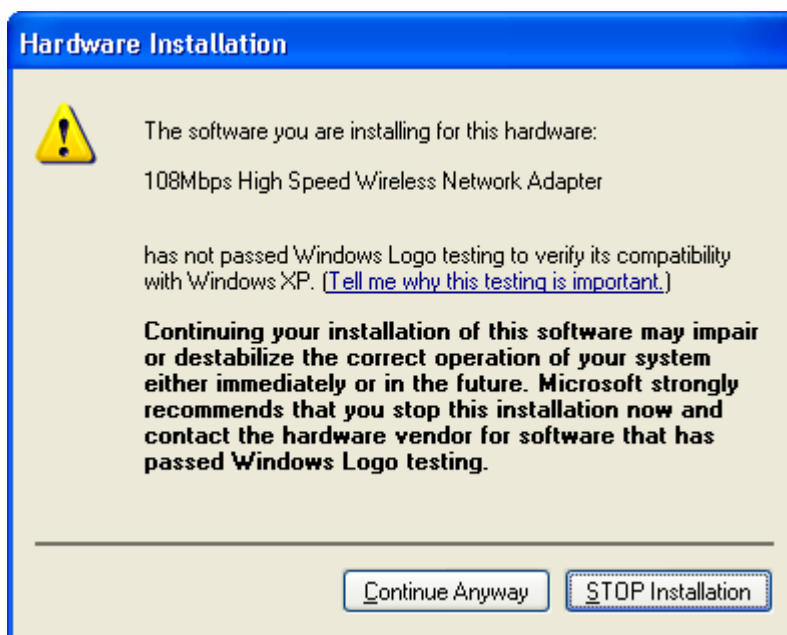 Hardware Installation
The software you are installing for this hardware:
108Mbps High Speed Wireless Network Adapter
has not passed Windows Logo testing to verify its compatibility
with Windows XP. (Tell me why this testing is important.)
Continuing your installation of this software may impair
or destabilize the correct operation of your system
either immediately or in the future. Microsoft strongly
recommends that you stop this installation now and
contact the hardware vendor for software that has
passed Windows Logo testing.
Continue Anyway STOP Installation